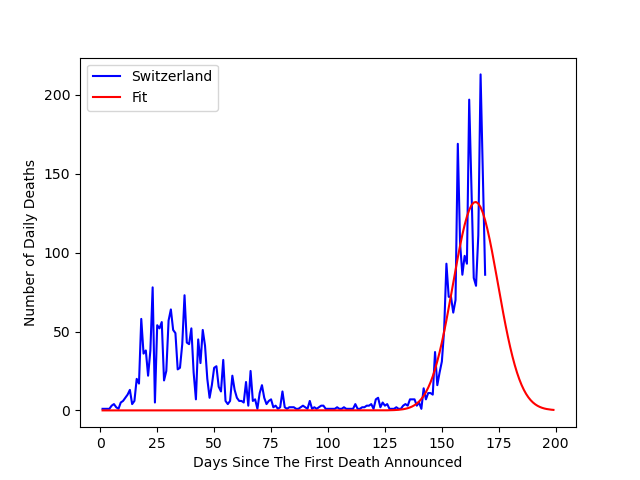 Switzerland
Fit
Number of Daily Deaths
200
150
100
50
0
0 25 50 75 100 125 150 175 200
Days Since The First Death Announced